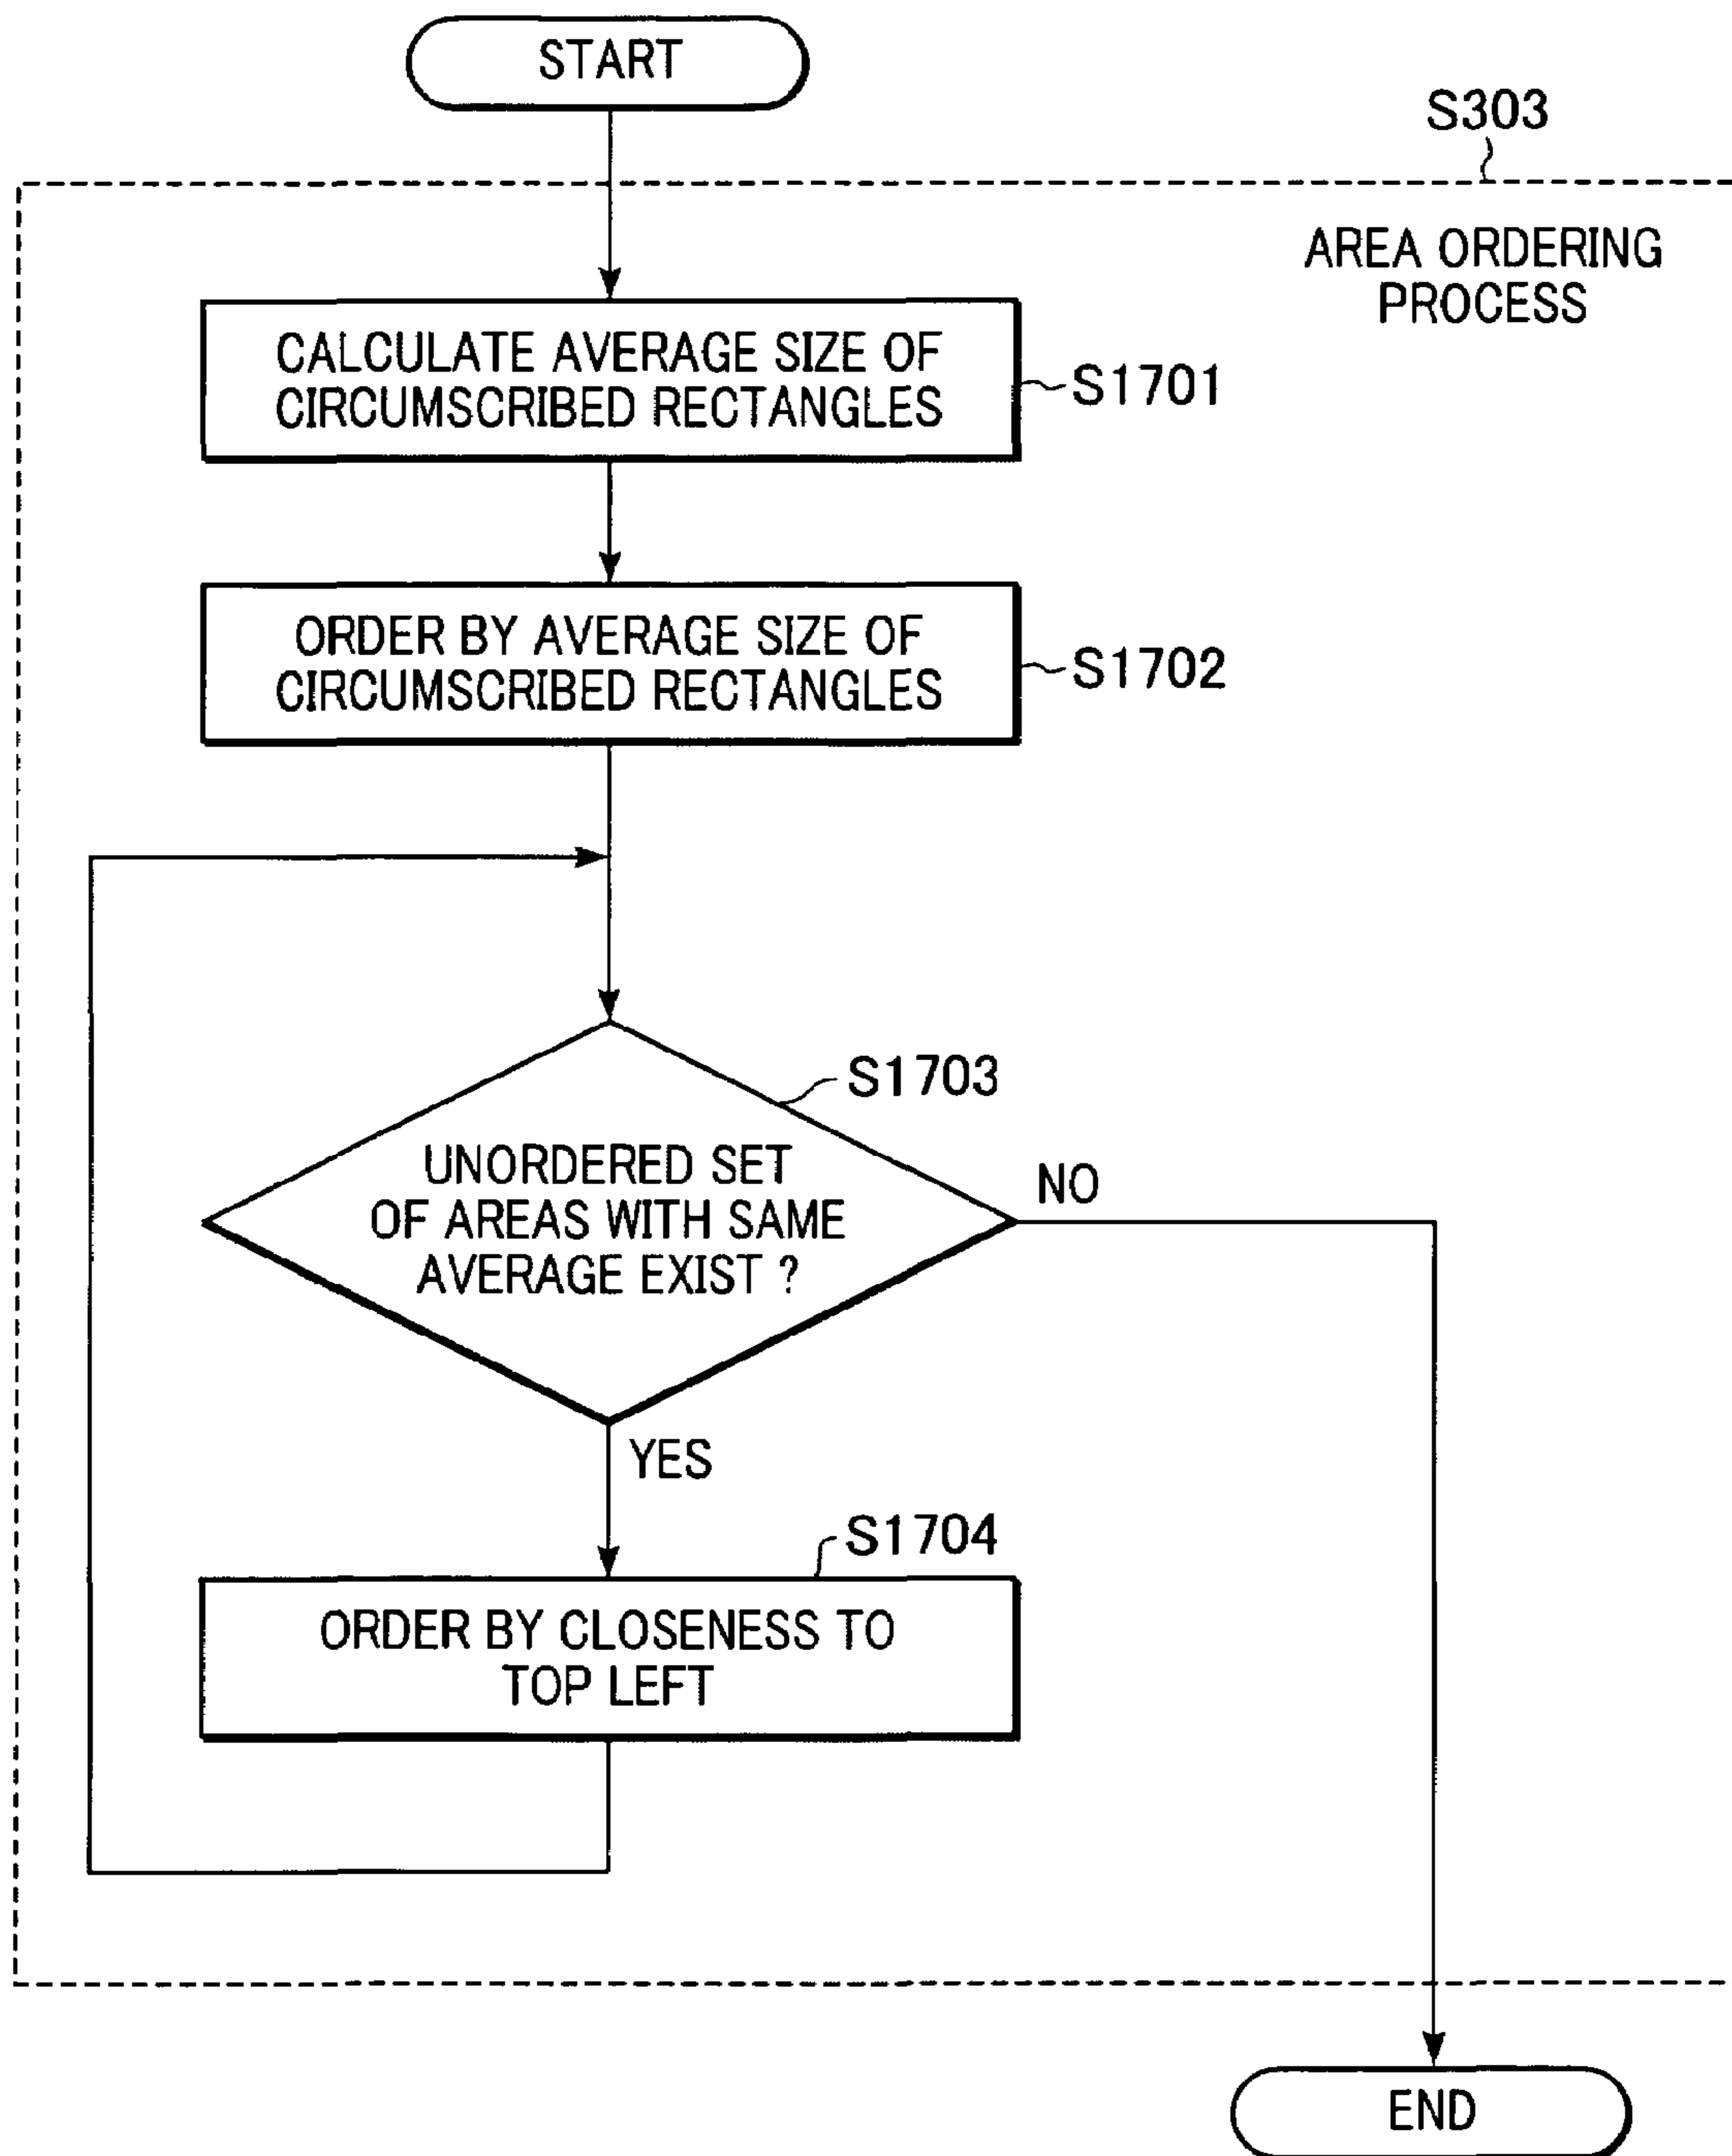 START
S303
AREA ORDERING
PROCESS
CALCULATE AVERAGE SIZE OF
CIRCUMSCRIBED RECTANGLES
S1701
ORDER BY AVERAGE SIZE OF
CIRCUMSCRIBED RECTANGLES
S1702
S1703
UNORDERED SET
OF AREAS WITH SAME
AVERAGE EXIST ?
NO
YES
S1704
ORDER BY CLOSENESS TO
TOP LEFT
END